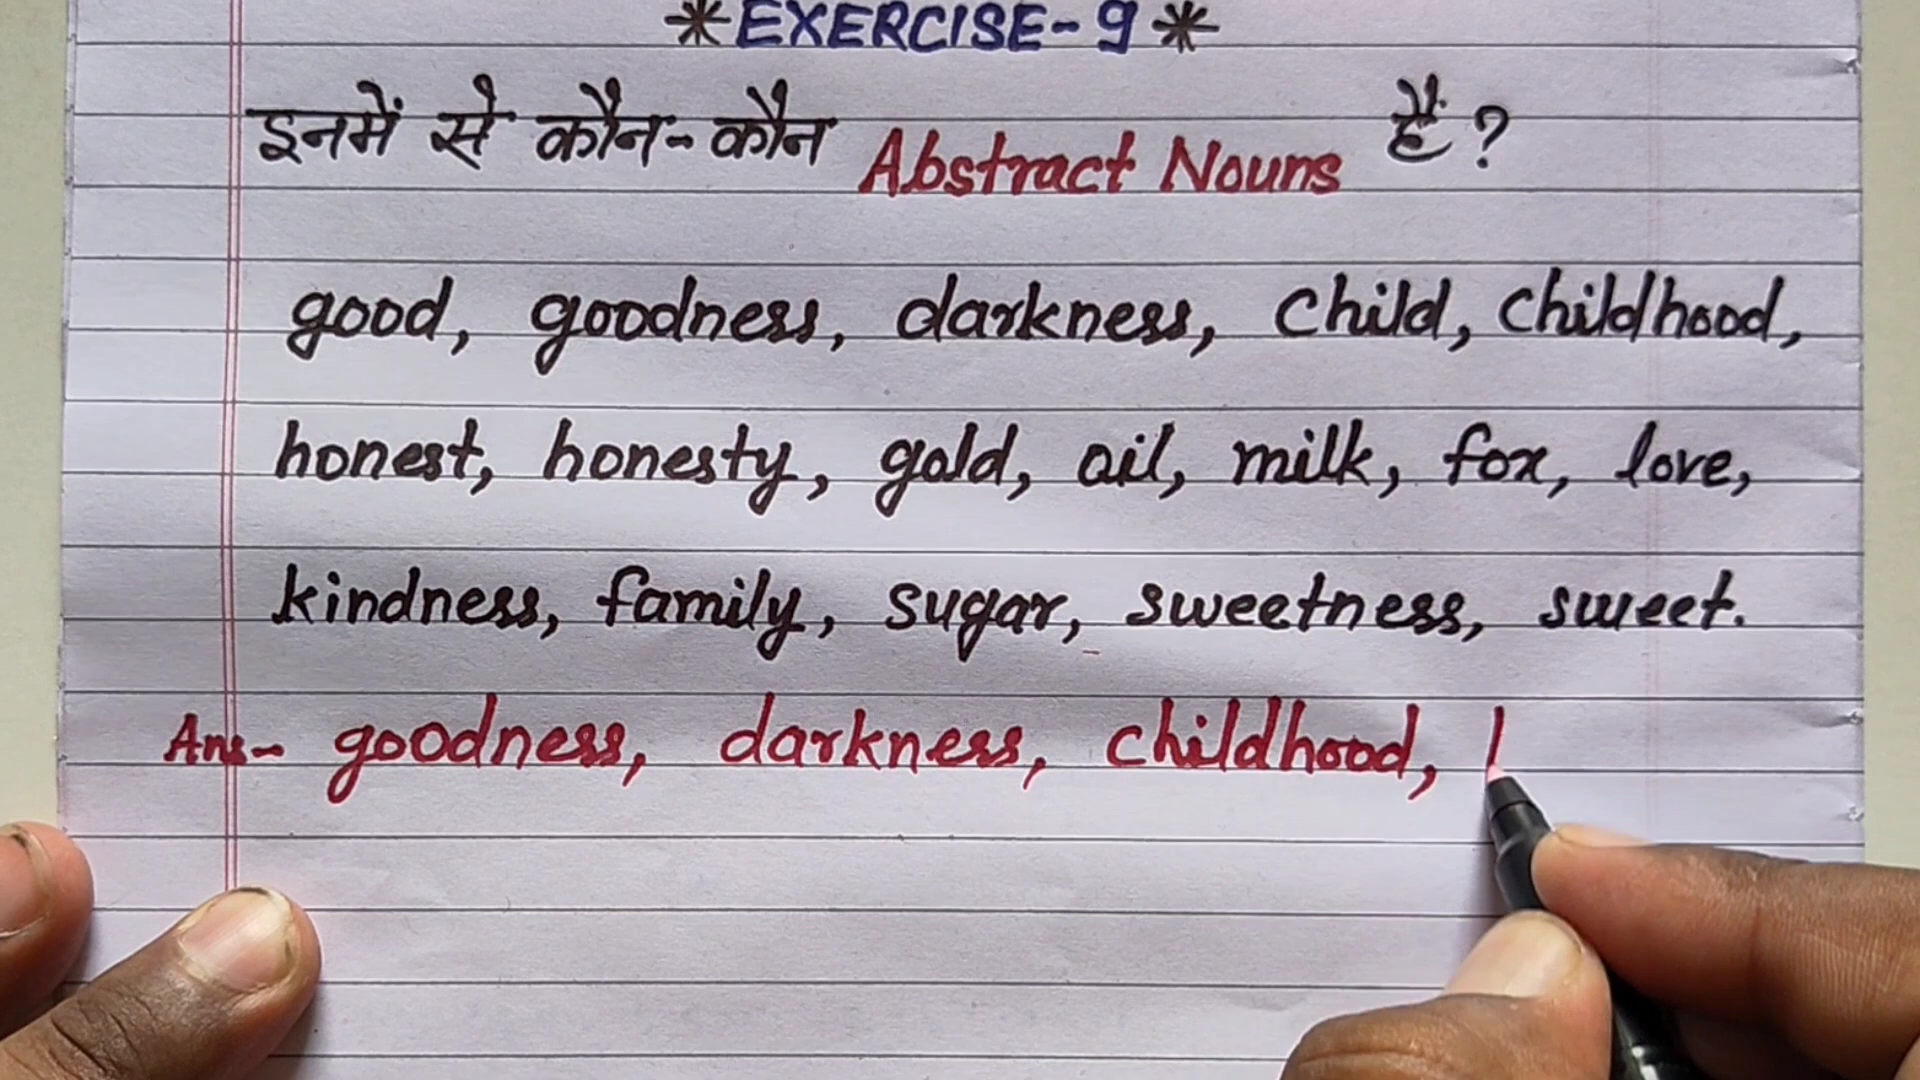 *EXERCISE-9*
इनमें से कौन-कौन Abstract Nouns हैं?
good, goodness, darkness, child, childhood,
honest, honesty, gold, oil, milk, fox, love,
kindness, family, sugar, sweetness, sweet.
Ans- goodness, darkness, childhood,